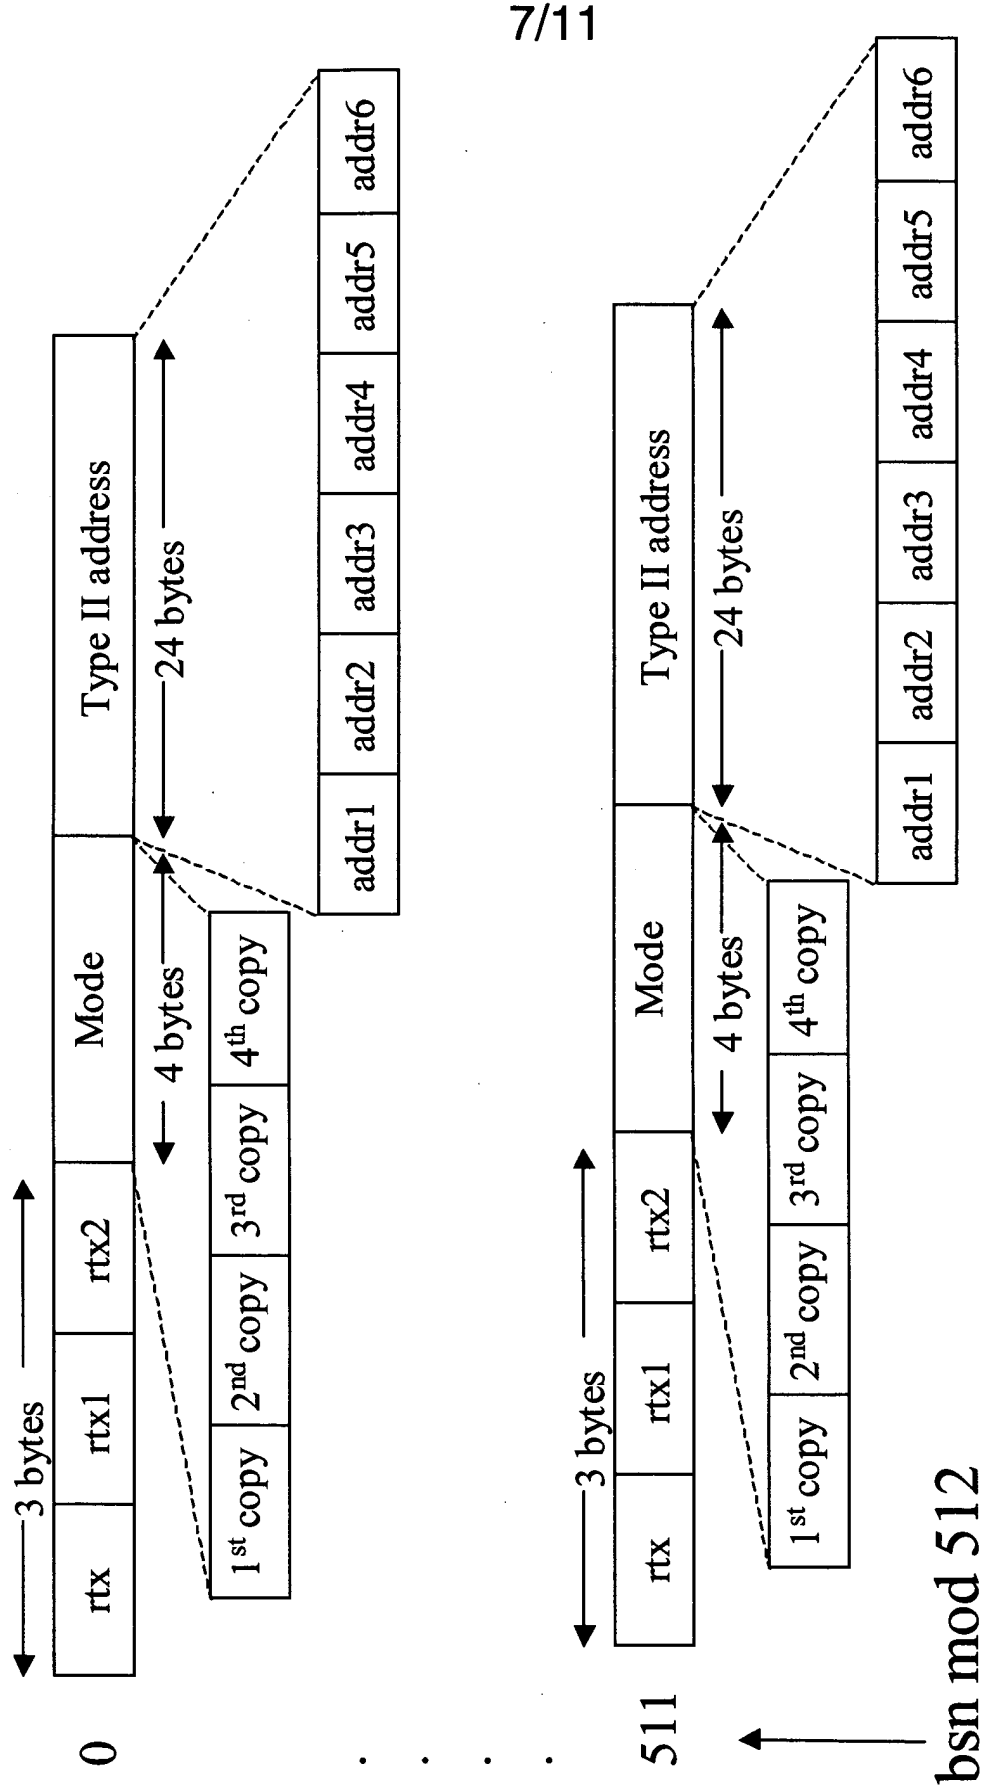 7/11
3 bytes
0 rtx rtx1 rtx2 Mode Type II address
4 bytes 24 bytes
1st copy 2nd copy 3rd copy 4th copy
addr1 addr2 addr3 addr4 addr5 addr6
3 bytes
511 rtx rtx1 rtx2 Mode Type II address
4 bytes 24 bytes
1st copy 2nd copy 3rd copy 4th copy
addr1 addr2 addr3 addr4 addr5 addr6
bsn mod 512